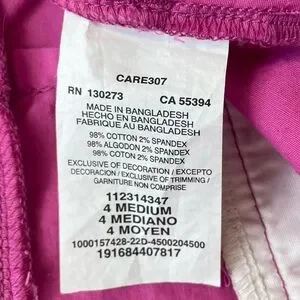 CARE307
RN 130273 CA 55394
MADE IN BANGLADESH
HECHO EN BANGLADESH
FABRIQUE AU BANGLADESH
98% COTTON 2% SPANDEX
98% ALGODON 2% SPANDEX
98% COTON 2% SPANDEX
EXCLUSIVE OF DECORATION / EXCEPTO
DECORACION / EXCLUSIVE OF TRIMMING /
GARNITURE NON COMPRISE
112314347
4 MEDIUM
4 MEDIANO
4 MOYEN
1000157428-22D-4500204500
191684407817